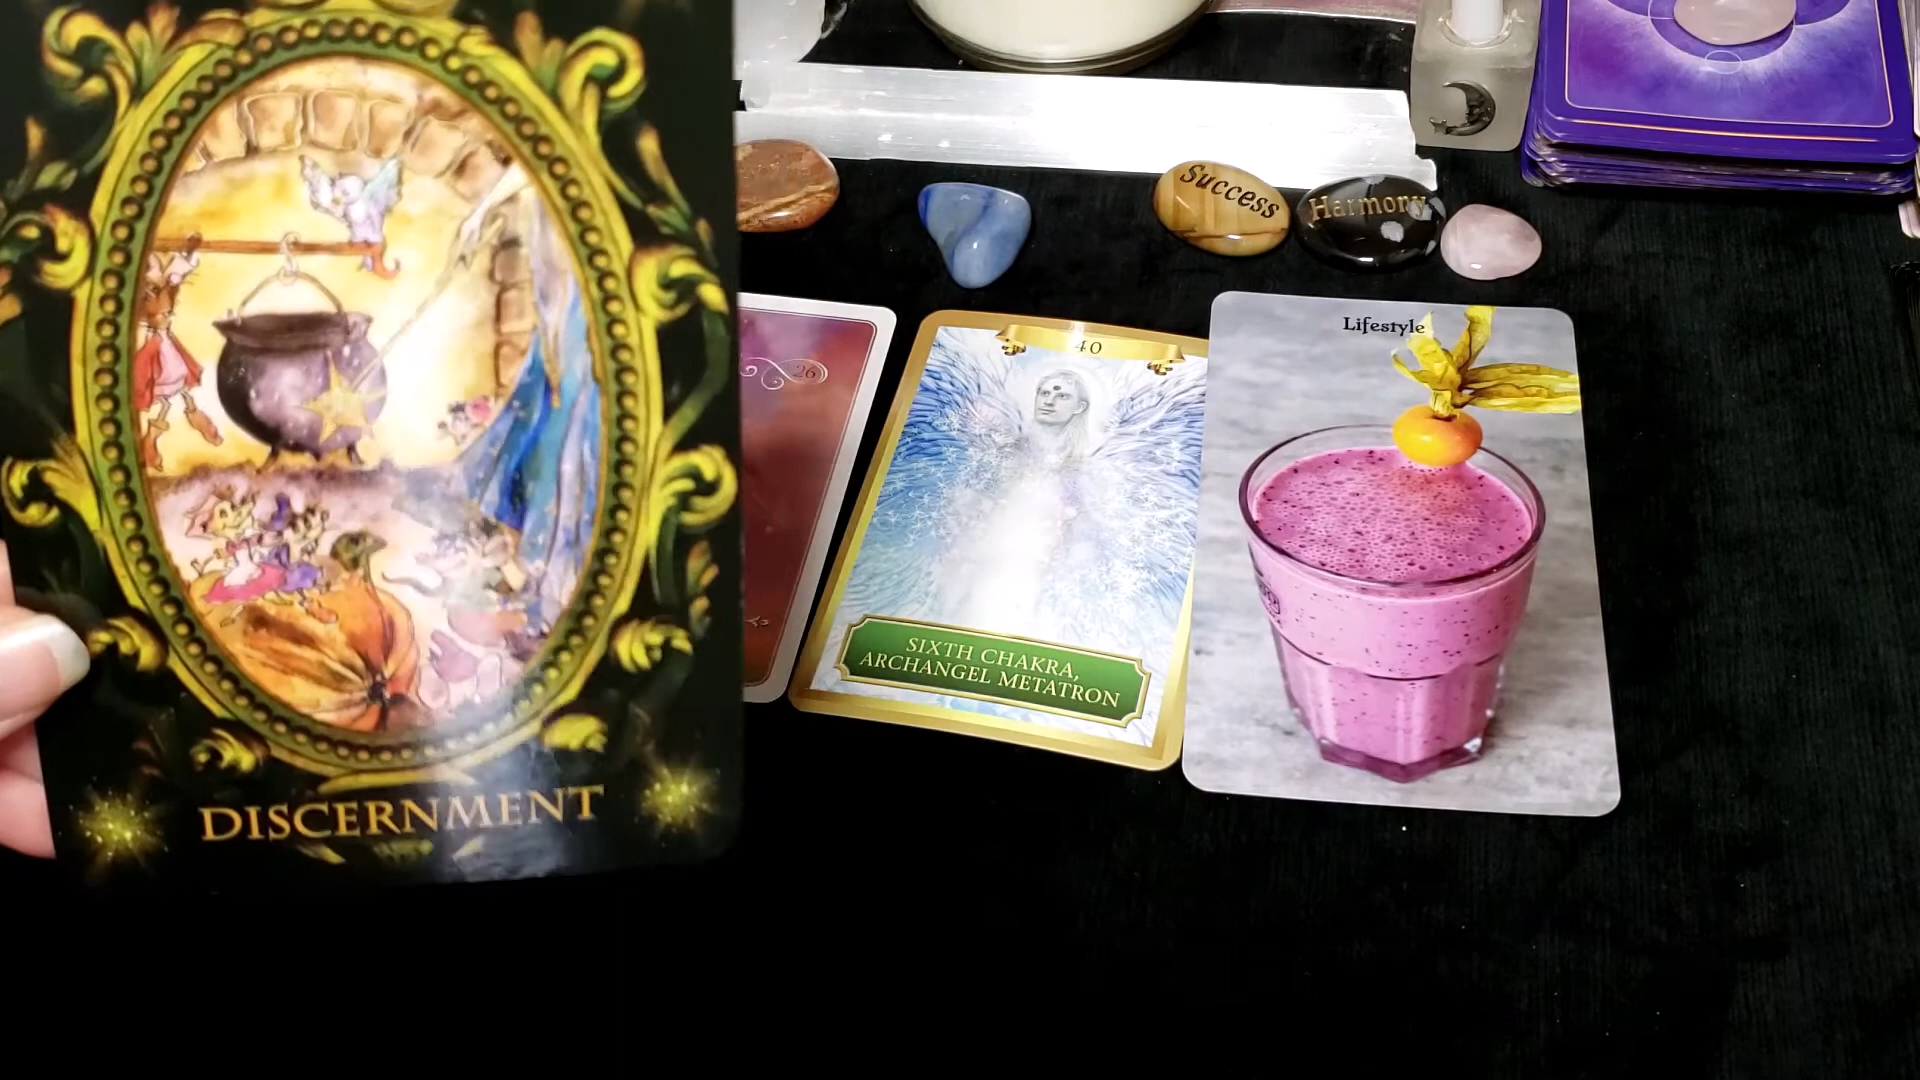 Success
Harmony
26
40
Lifestyle
SIXTH CHAKRA,
ARCHANGEL METATRON
DISCERNMENT